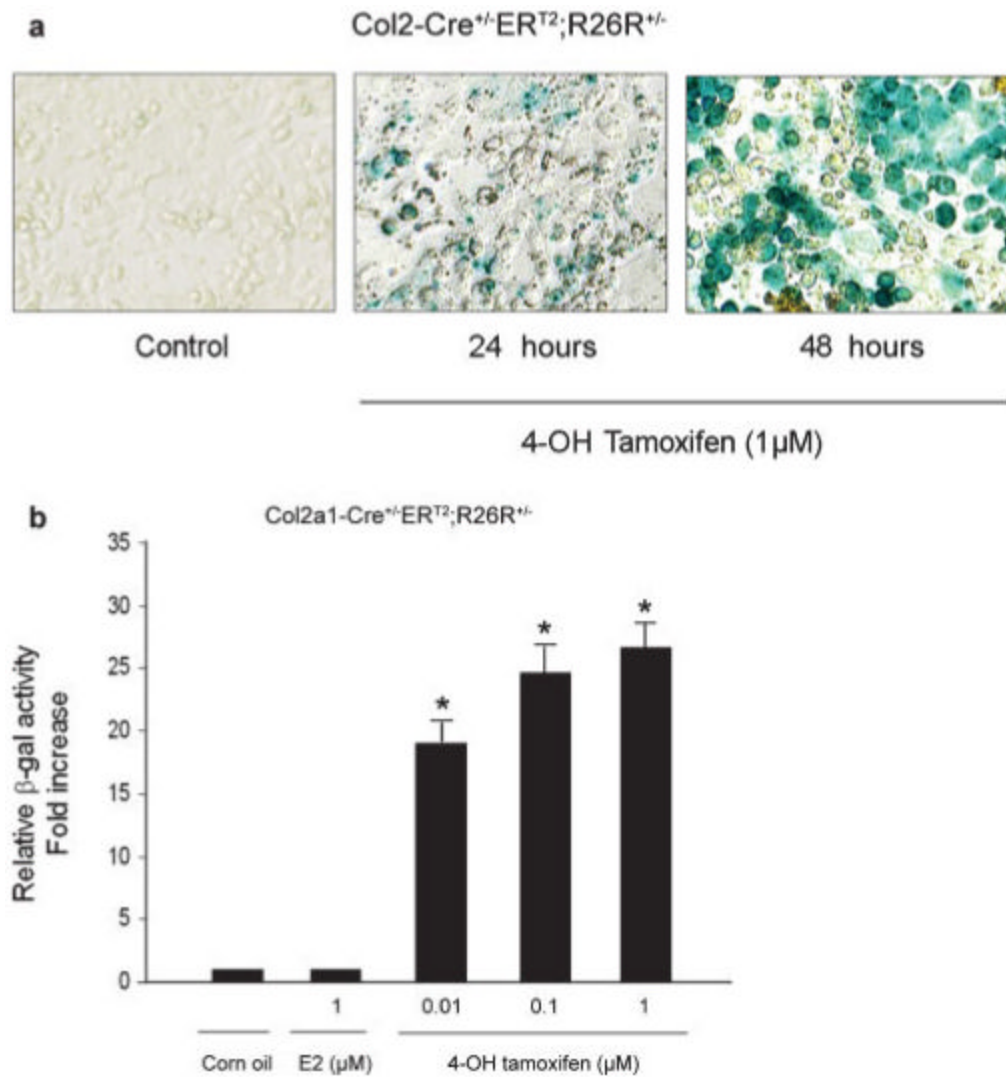 a
Col2-Cre⁺/⁻ERᵀ²;R26R⁺/⁻
Control
24 hours
48 hours
4-OH Tamoxifen (1µM)
b
Col2a1-Cre⁺/⁻ERᵀ²;R26R⁺/⁻
35
30
25
20
15
10
5
0
Relative β-gal activity
Fold increase
* * *
1 0.01 0.1 1
Corn oil E2 (µM) 4-OH tamoxifen (µM)